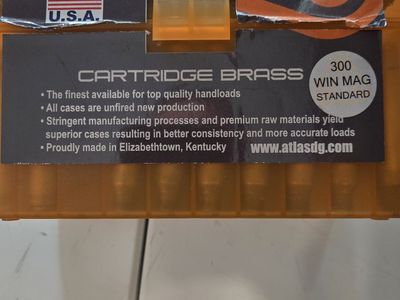 U.S.A.
CARTRIDGE BRASS
300
WIN MAG
STANDARD
• The finest available for top quality handloads
• All cases are unfired new production
• Stringent manufacturing processes and premium raw materials yield
superior cases resulting in better consistency and more accurate loads
• Proudly made in Elizabethtown, Kentucky
www.atlasdg.com